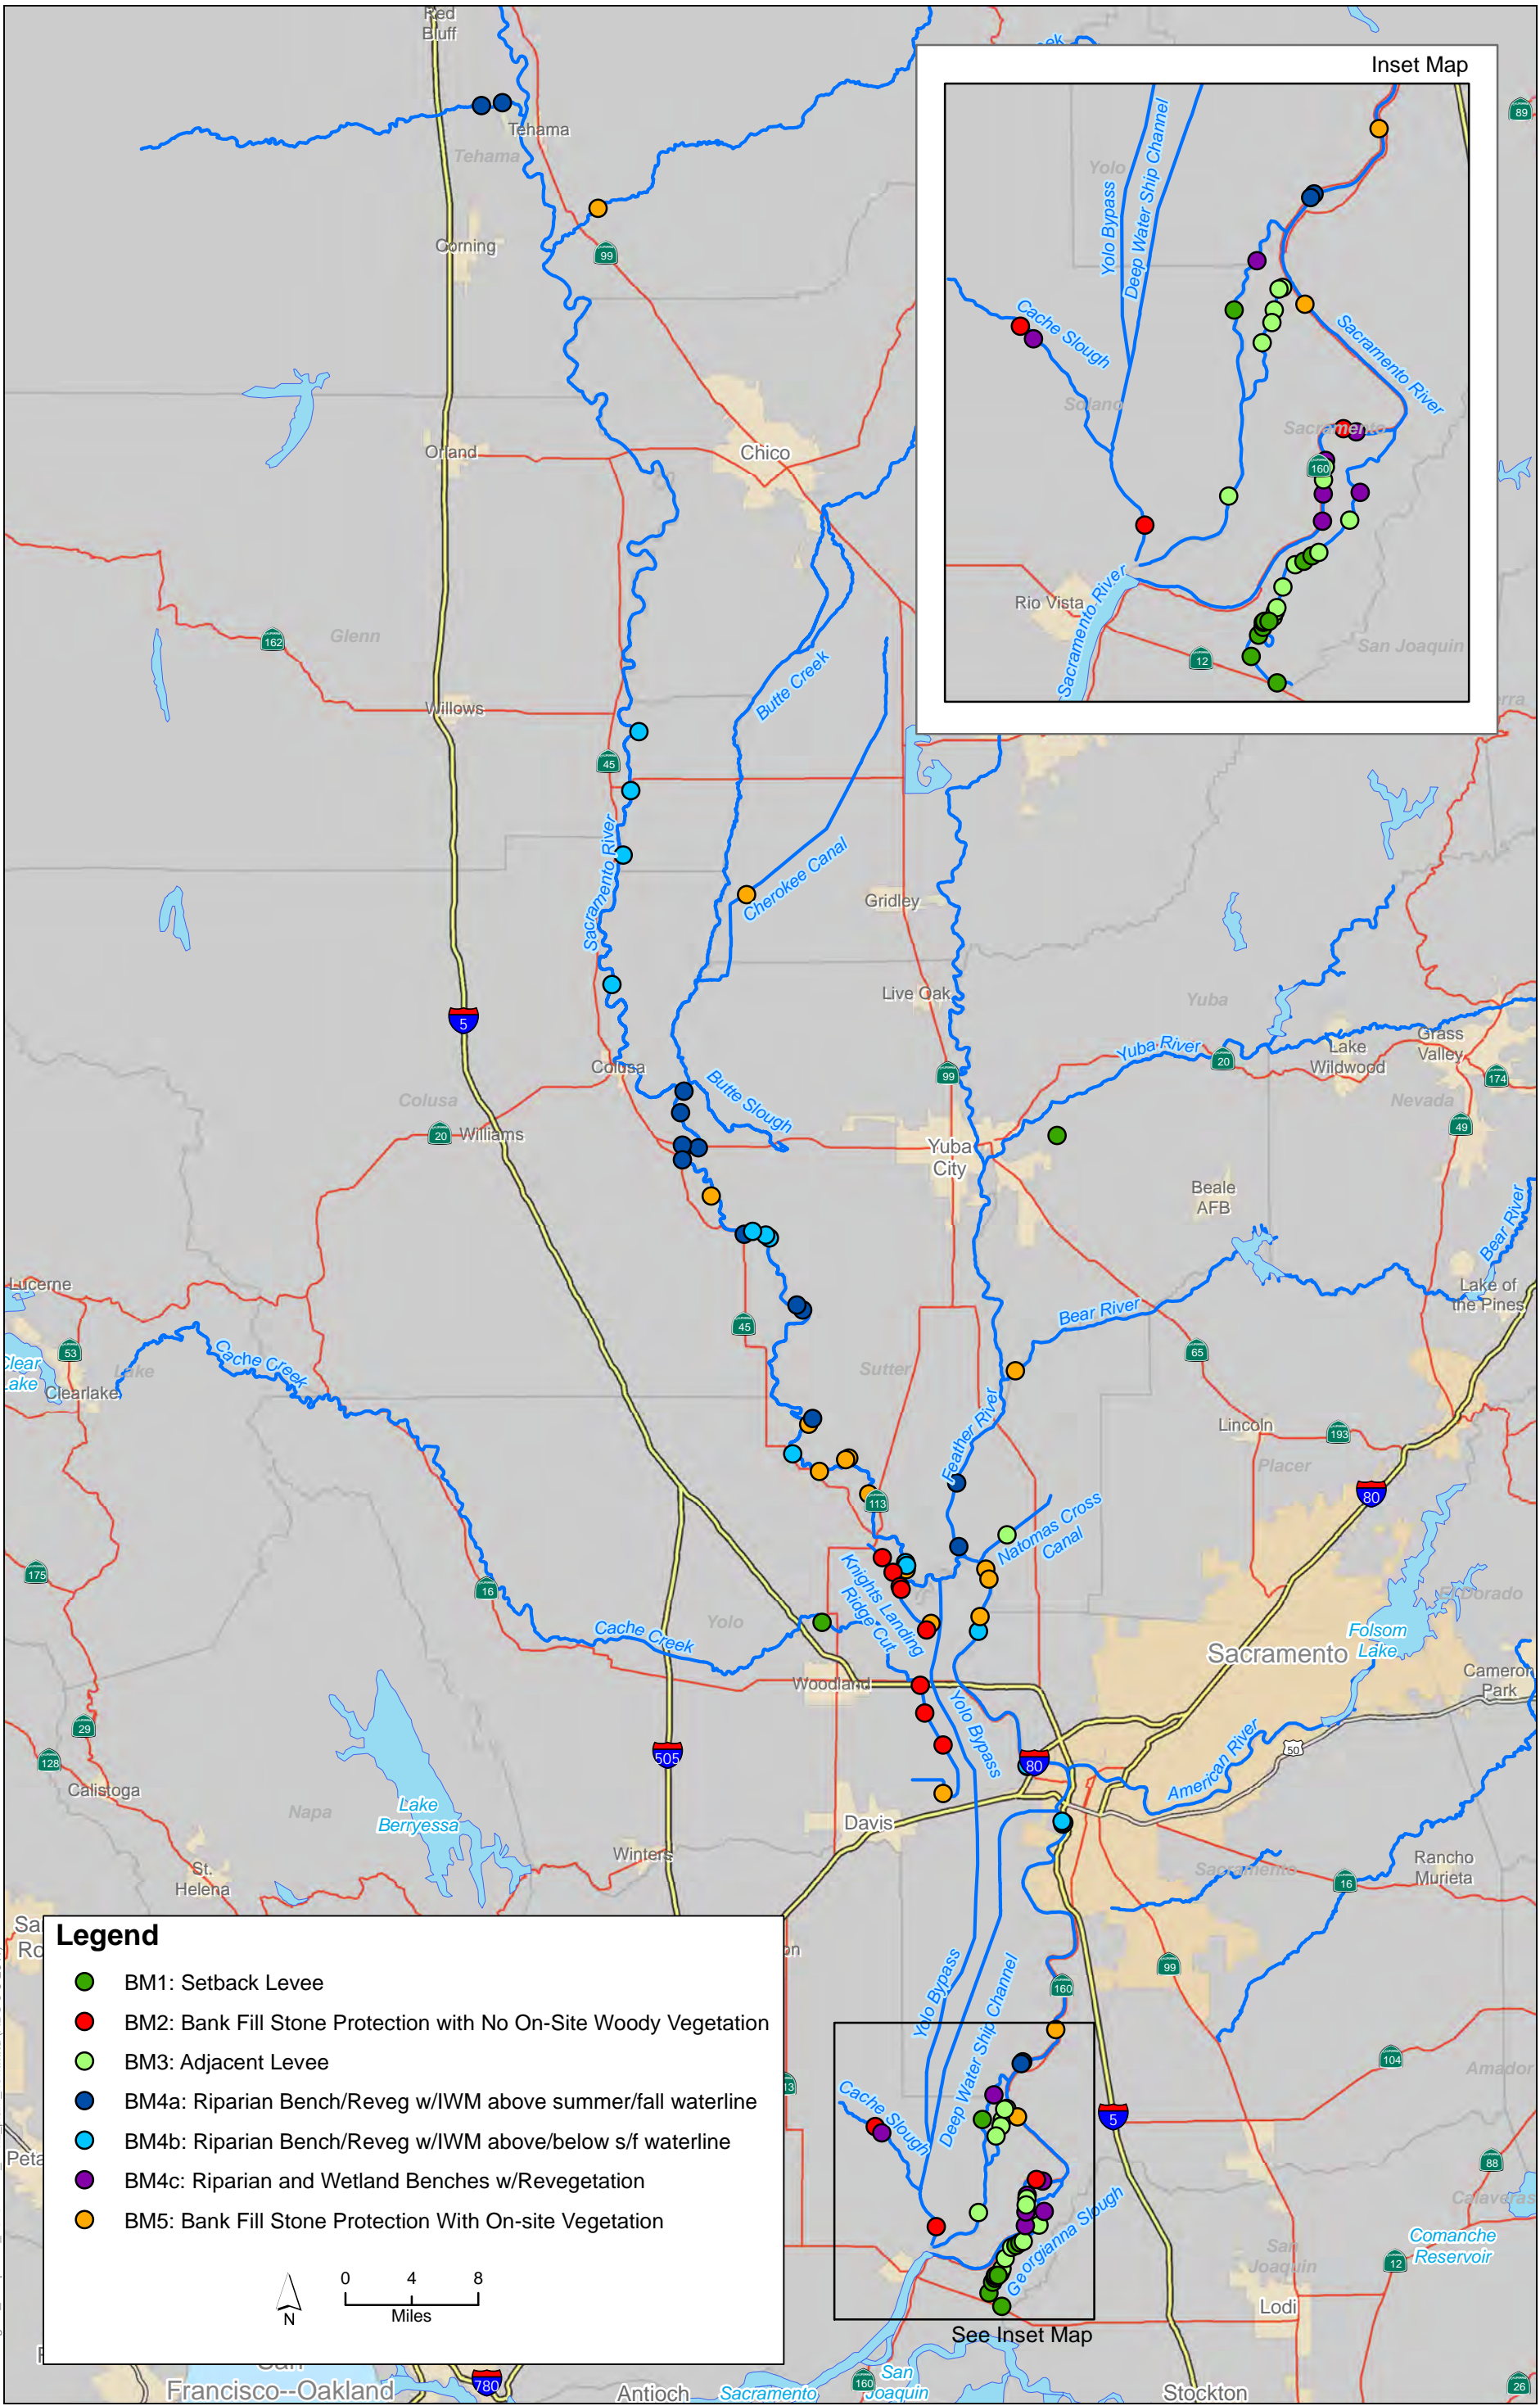 Red
Bluff
Inset Map
89
Tehama
Tehama
Yolo
Yolo Bypass
Deep Water Ship Channel
Corning
99
Cache Slough
Sacramento River
Solano
Sacramento
160
Orland
Chico
Rio Vista
Sacramento River
12
San Joaquin
162
Glenn
Butte Creek
Willows
45
Sacramento River
Cherokee Canal
Gridley
Live Oak
Yuba
5
Yuba River
20
Lake
Wildwood
Grass
Valley
174
Colusa
99
Butte Slough
Colusa
Nevada
49
20
Williams
Yuba
City
Beale
AFB
Bear River
Lucerne
Lake of
the Pines
53
Clear
Lake
Lake
Clearlake
Cache Creek
45
Bear River
65
Sutter
Feather River
Lincoln
193
Placer
80
113
Natomas Cross
Canal
175
16
Knights Landing
Ridge Cut
El Dorado
Yolo
Cache Creek
Folsom
Lake
Sacramento
Woodland
Cameron
Park
Yolo Bypass
29
128
505
80
50
American River
Calistoga
Napa
Lake
Berryessa
Davis
Winters
Sacramento
Rancho
Murieta
16
St.
Helena
99
160
Yolo Bypass
Deep Water Ship Channel
104
Amador
Cache Slough
5
88
Calaveras
Georgianna Slough
Comanche
Reservoir
12
San
Joaquin
Lodi
See Inset Map
Legend
BM1: Setback Levee
BM2: Bank Fill Stone Protection with No On-Site Woody Vegetation
BM3: Adjacent Levee
BM4a: Riparian Bench/Reveg w/IWM above summer/fall waterline
BM4b: Riparian Bench/Reveg w/IWM above/below s/f waterline
BM4c: Riparian and Wetland Benches w/Revegetation
BM5: Bank Fill Stone Protection With On-site Vegetation
0 4 8
Miles
N
San
Francisco--Oakland
780
Antioch
Sacramento
160
San
Joaquin
Stockton
26